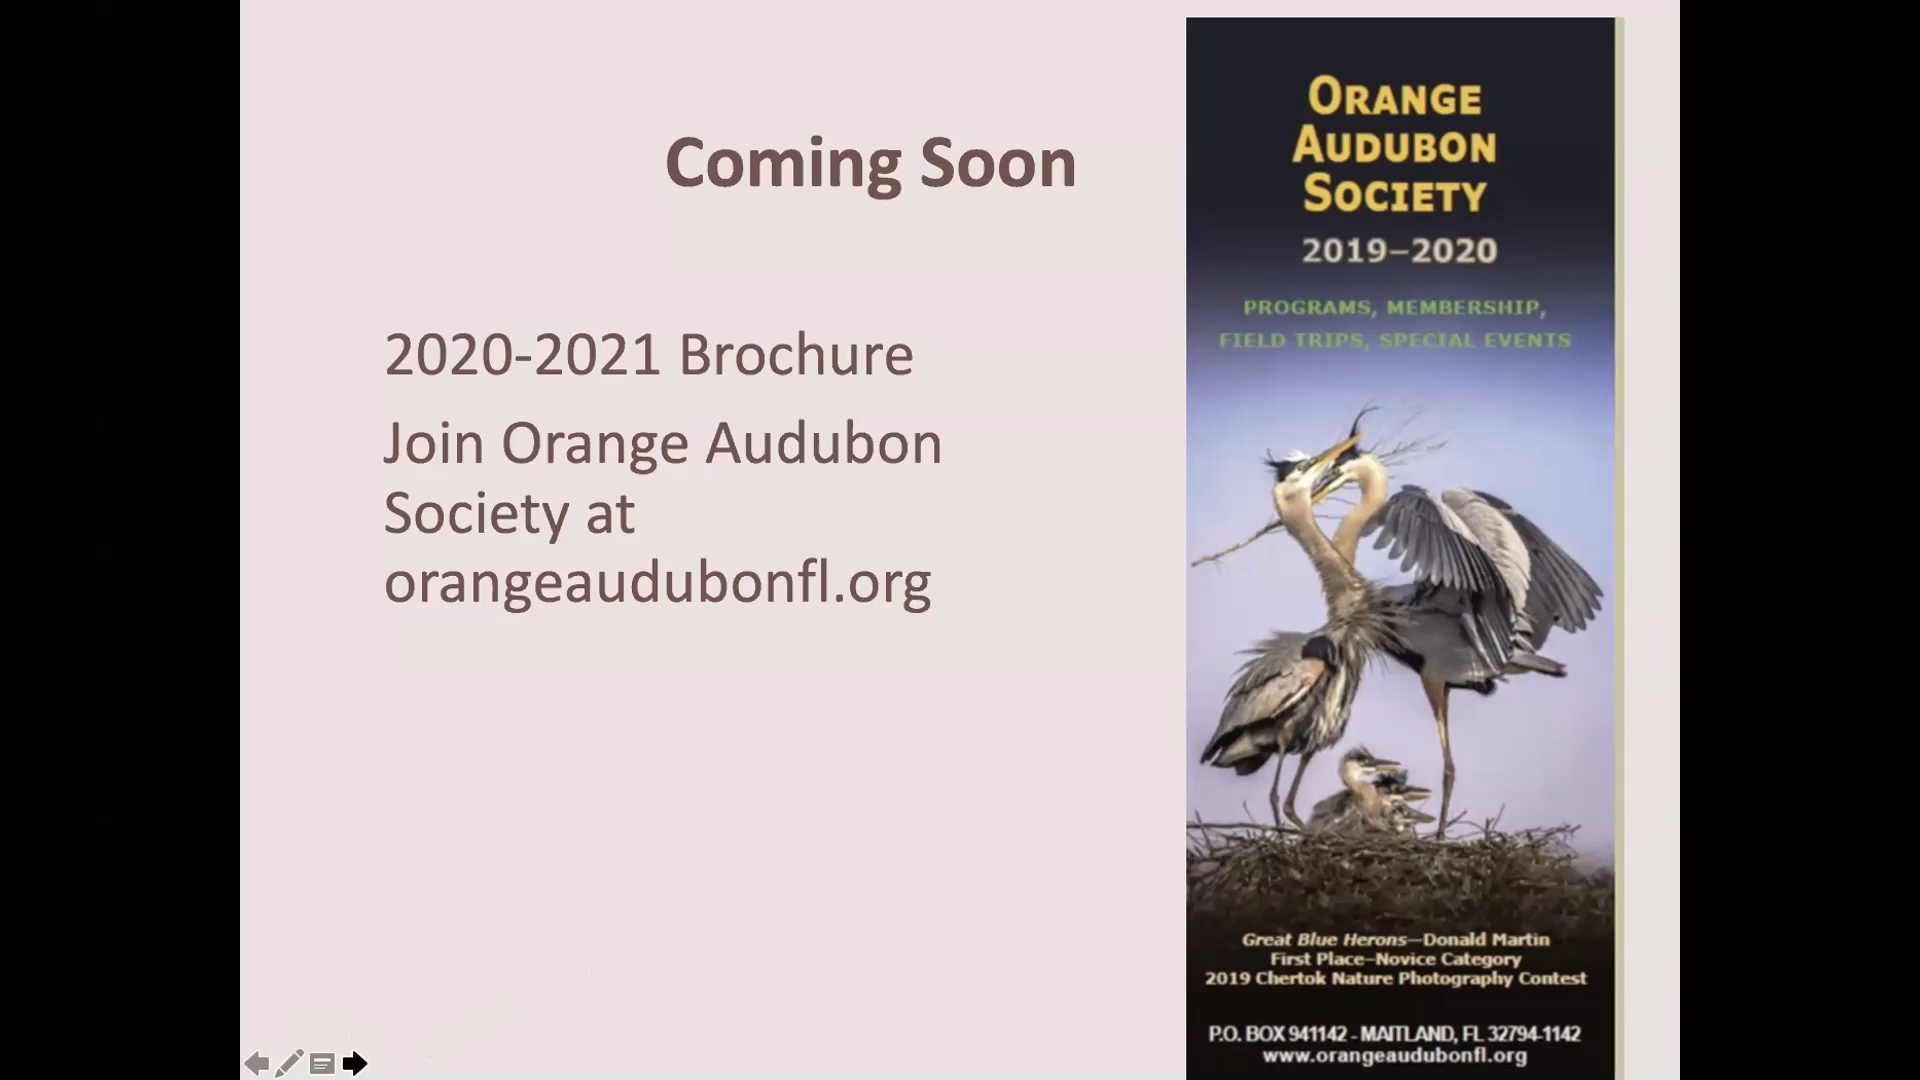 Coming Soon
2020-2021 Brochure
Join Orange Audubon
Society at
orangeaudubonfl.org
ORANGE
AUDUBON
SOCIETY
2019–2020
PROGRAMS, MEMBERSHIP,
FIELD TRIPS, SPECIAL EVENTS
Great Blue Herons—Donald Martin
First Place–Novice Category
2019 Chertok Nature Photography Contest
P.O. BOX 941142 - MAITLAND, FL 32794-1142
www.orangeaudubonfl.org